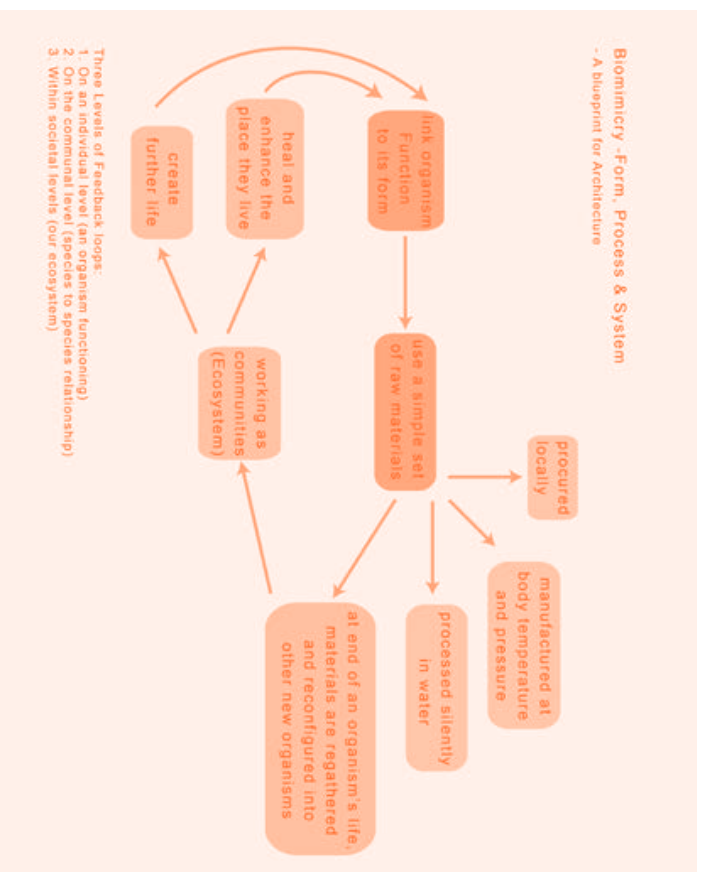 Biomimicry -Form, Process & System
- A blueprint for Architecture
procured
locally
manufactured at
body temperature
and pressure
link organism
Function
to its form
use a simple set
of raw materials
processed silently
in water
heal and
enhance the
place they live
working as
communities
(Ecosystem)
at end of an organism's life,
materials are regathered
and reconfigured into
other new organisms
create
further life
Three Levels of Feedback loops:
1. On an individual level (an organism functioning)
2. On the communal level (species to species relationship)
3. Within societal levels (our ecosystem)